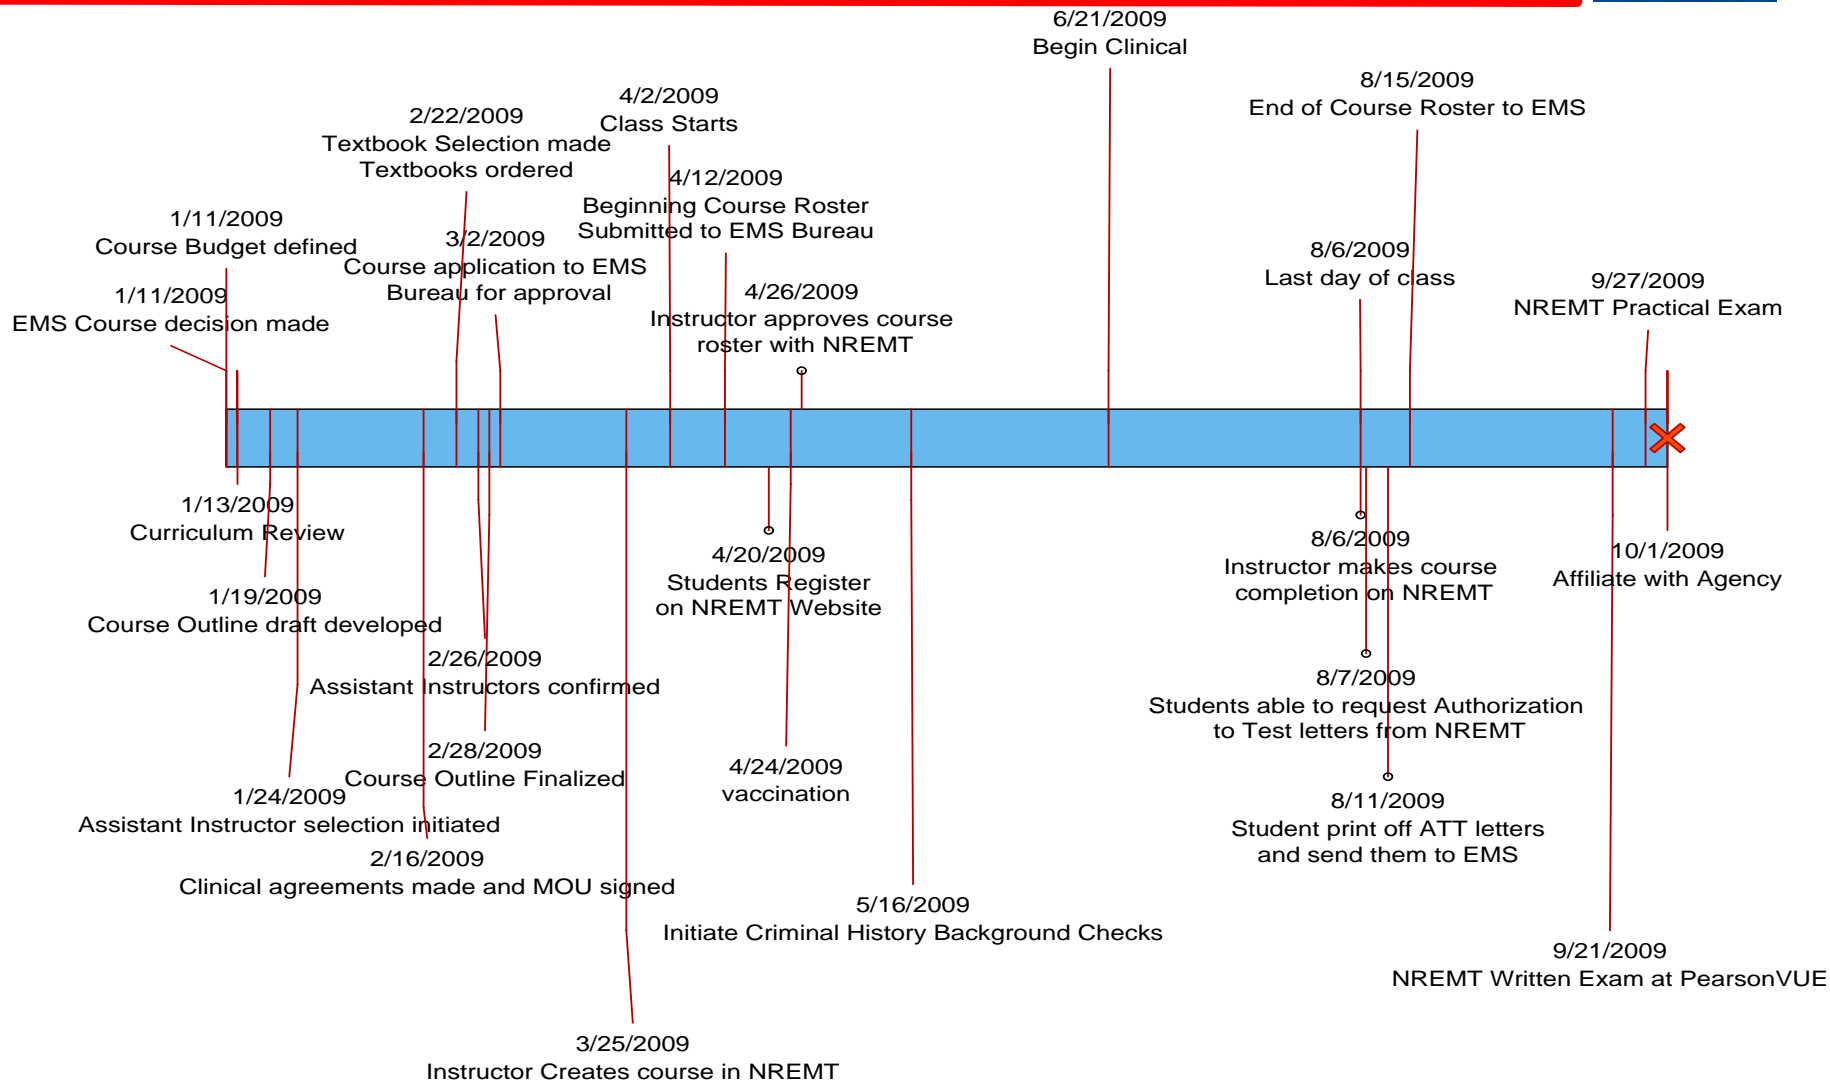 6/21/2009
Begin Clinical
8/15/2009
End of Course Roster to EMS
4/2/2009
Class Starts
2/22/2009
Textbook Selection made
Textbooks ordered
4/12/2009
Beginning Course Roster
Submitted to EMS Bureau
1/11/2009
Course Budget defined
3/2/2009
Course application to EMS
Bureau for approval
8/6/2009
Last day of class
1/11/2009
EMS Course decision made
4/26/2009
Instructor approves course
roster with NREMT
9/27/2009
NREMT Practical Exam
1/13/2009
Curriculum Review
1/19/2009
Course Outline draft developed
2/26/2009
Assistant Instructors confirmed
2/28/2009
Course Outline Finalized
1/24/2009
Assistant Instructor selection initiated
2/16/2009
Clinical agreements made and MOU signed
3/25/2009
Instructor Creates course in NREMT
4/20/2009
Students Register
on NREMT Website
4/24/2009
vaccination
5/16/2009
Initiate Criminal History Background Checks
8/6/2009
Instructor makes course
completion on NREMT
8/7/2009
Students able to request Authorization
to Test letters from NREMT
8/11/2009
Student print off ATT letters
and send them to EMS
10/1/2009
Affiliate with Agency
9/21/2009
NREMT Written Exam at PearsonVUE